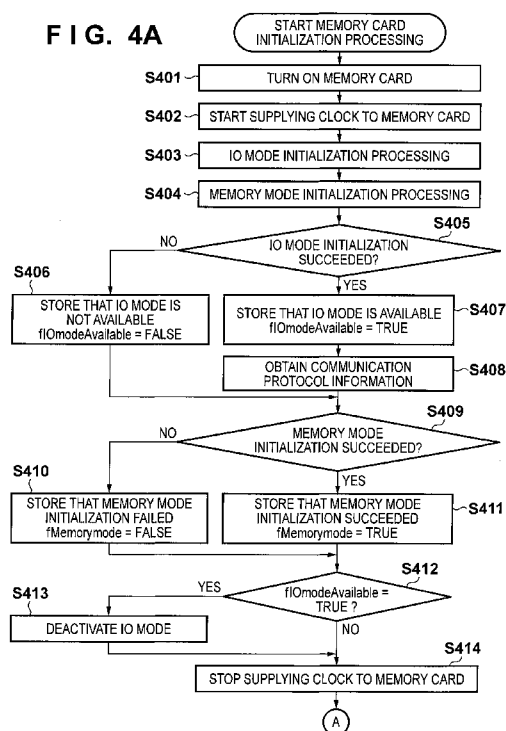 FIG. 4A
START MEMORY CARD
INITIALIZATION PROCESSING
S401
TURN ON MEMORY CARD
S402
START SUPPLYING CLOCK TO MEMORY CARD
S403
IO MODE INITIALIZATION PROCESSING
S404
MEMORY MODE INITIALIZATION PROCESSING
S405
IO MODE INITIALIZATION
SUCCEEDED?
NO
YES
S406
STORE THAT IO MODE IS
NOT AVAILABLE
fIOmodeAvailable = FALSE
STORE THAT IO MODE IS AVAILABLE
fIOmodeAvailable = TRUE
S407
OBTAIN COMMUNICATION
PROTOCOL INFORMATION
S408
S409
MEMORY MODE
INITIALIZATION SUCCEEDED?
NO
YES
S410
STORE THAT MEMORY MODE
INITIALIZATION FAILED
fMemorymode = FALSE
STORE THAT MEMORY MODE
INITIALIZATION SUCCEEDED
fMemorymode = TRUE
S411
S412
fIOmodeAvailable =
TRUE ?
YES
NO
S413
DEACTIVATE IO MODE
S414
STOP SUPPLYING CLOCK TO MEMORY CARD
A